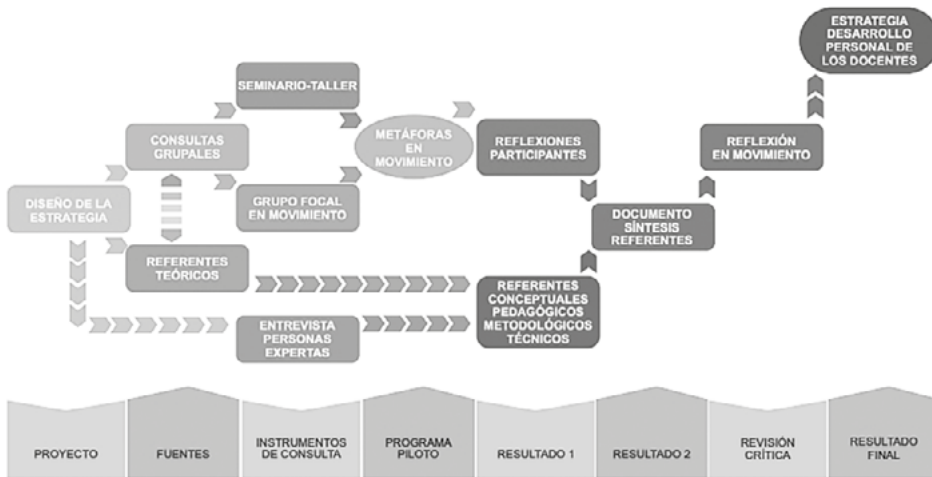 ESTRATEGIA
DESARROLLO
PERSONAL DE
LOS DOCENTES
SEMINARIO-TALLER
CONSULTAS
GRUPALES
METÁFORAS
EN
MOVIMIENTO
REFLEXIONES
PARTICIPANTES
REFLEXIÓN
EN MOVIMIENTO
DISEÑO DE LA
ESTRATEGIA
GRUPO FOCAL
EN MOVIMIENTO
DOCUMENTO
SÍNTESIS
REFERENTES
REFERENTES
TEÓRICOS
REFERENTES
CONCEPTUALES
PEDAGÓGICOS
METODOLÓGICOS
TÉCNICOS
ENTREVISTA
PERSONAS
EXPERTAS
PROYECTO
FUENTES
INSTRUMENTOS
DE CONSULTA
PROGRAMA
PILOTO
RESULTADO 1
RESULTADO 2
REVISIÓN
CRÍTICA
RESULTADO
FINAL